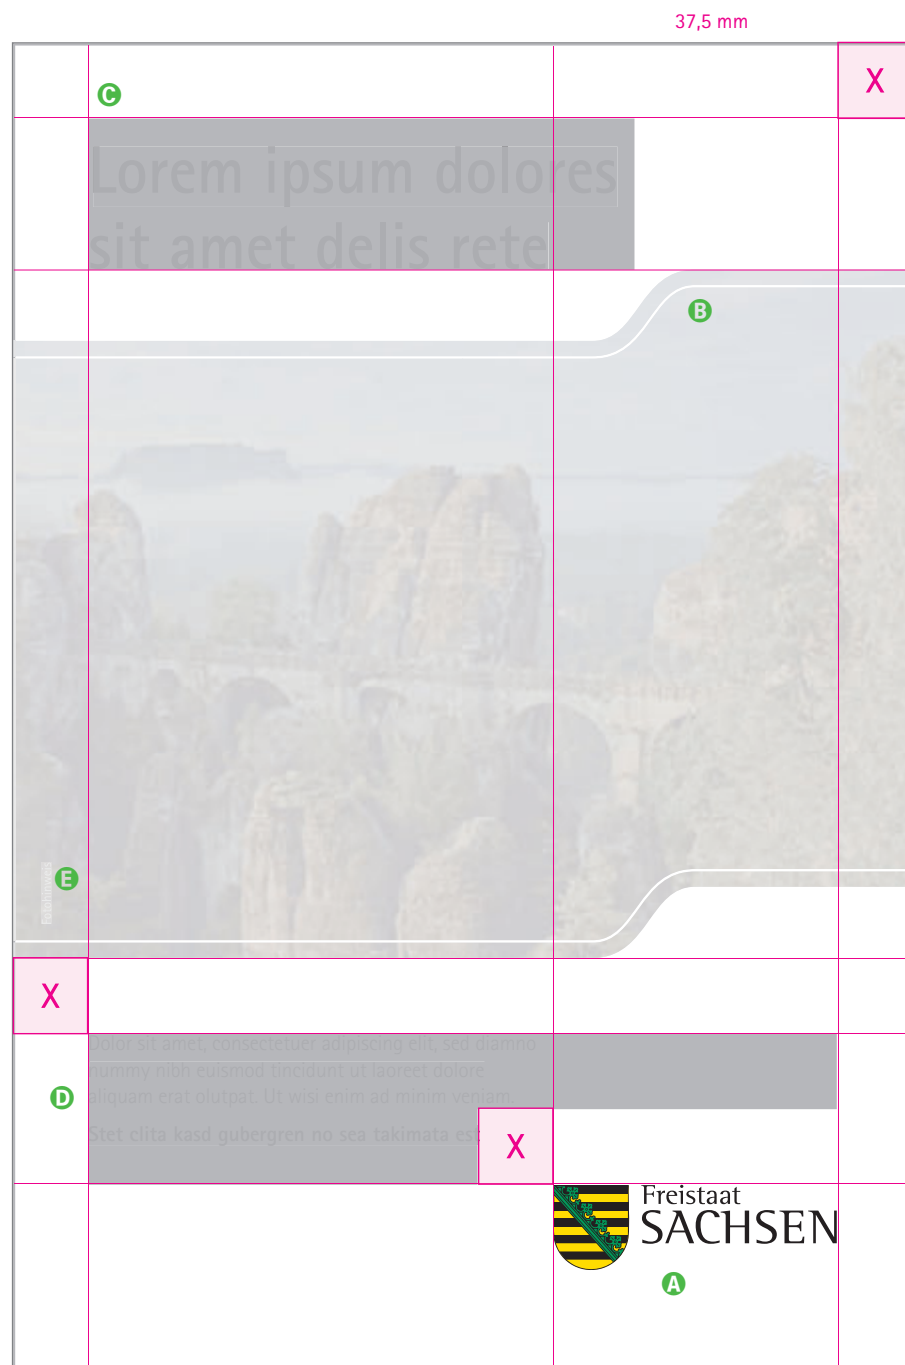 37,5 mm
X
C
Lorem ipsum dolores
sit amet delis rete
B
E
Fotohinweis
X
Dolor sit amet, consectetuer adipiscing elit, sed diamno
nummy nibh euismod tincidunt ut laoreet dolore
aliquam erat olutpat. Ut wisi enim ad minim veniam.
D
Stet clita kasd gubergren no sea takimata est
X
Freistaat
SACHSEN
A